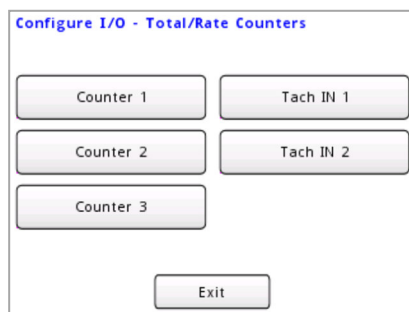 Configure I/O - Total/Rate Counters
Counter 1
Tach IN 1
Counter 2
Tach IN 2
Counter 3
Exit